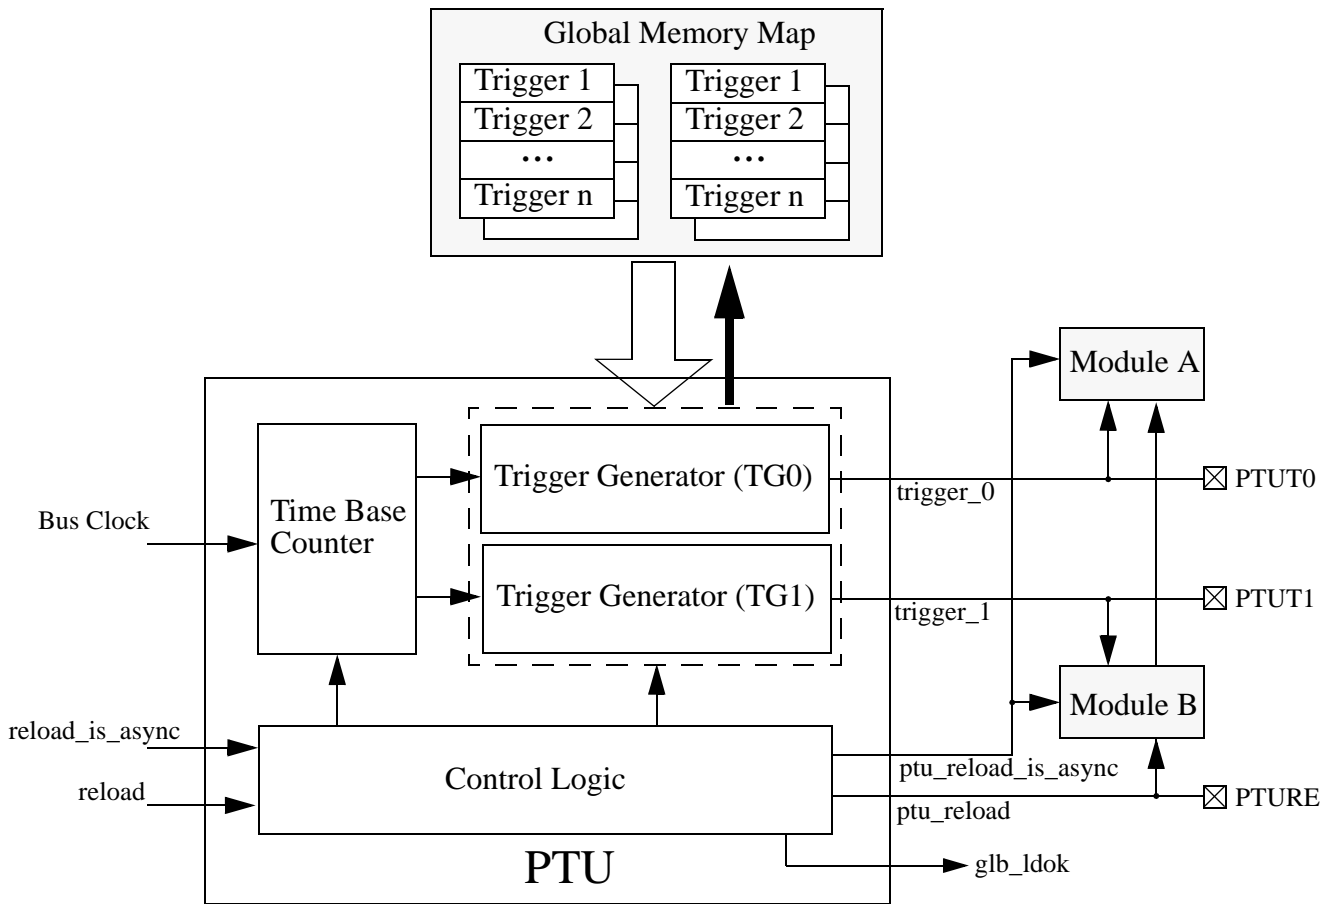 Global Memory Map
Trigger 1
Trigger 2
...
Trigger n
Trigger 1
Trigger 2
...
Trigger n
Module A
Trigger Generator (TG0)
trigger_0
PTUT0
Bus Clock
Time Base
Counter
Trigger Generator (TG1)
trigger_1
PTUT1
Module B
reload_is_async
reload
Control Logic
ptu_reload_is_async
ptu_reload
PTURE
PTU
glb_ldok